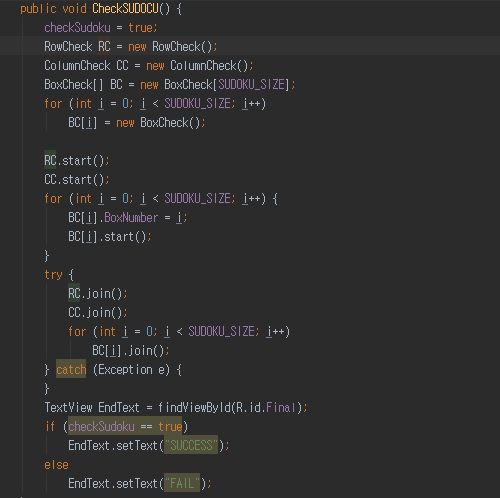 public void CheckSUDOCU() {
checkSudoku = true;
RowCheck RC = new RowCheck();
ColumnCheck CC = new ColumnCheck();
BoxCheck[] BC = new BoxCheck[SUDOKU_SIZE];
for (int i = 0; i < SUDOKU_SIZE; i++)
BC[i] = new BoxCheck();
RC.start();
CC.start();
for (int i = 0; i < SUDOKU_SIZE; i++) {
BC[i].BoxNumber = i;
BC[i].start();
}
try {
RC.join();
CC.join();
for (int i = 0; i < SUDOKU_SIZE; i++)
BC[i].join();
} catch (Exception e) {
}
TextView EndText = findViewById(R.id.Final);
if (checkSudoku == true)
EndText.setText("SUCCESS");
else
EndText.setText("FAIL");